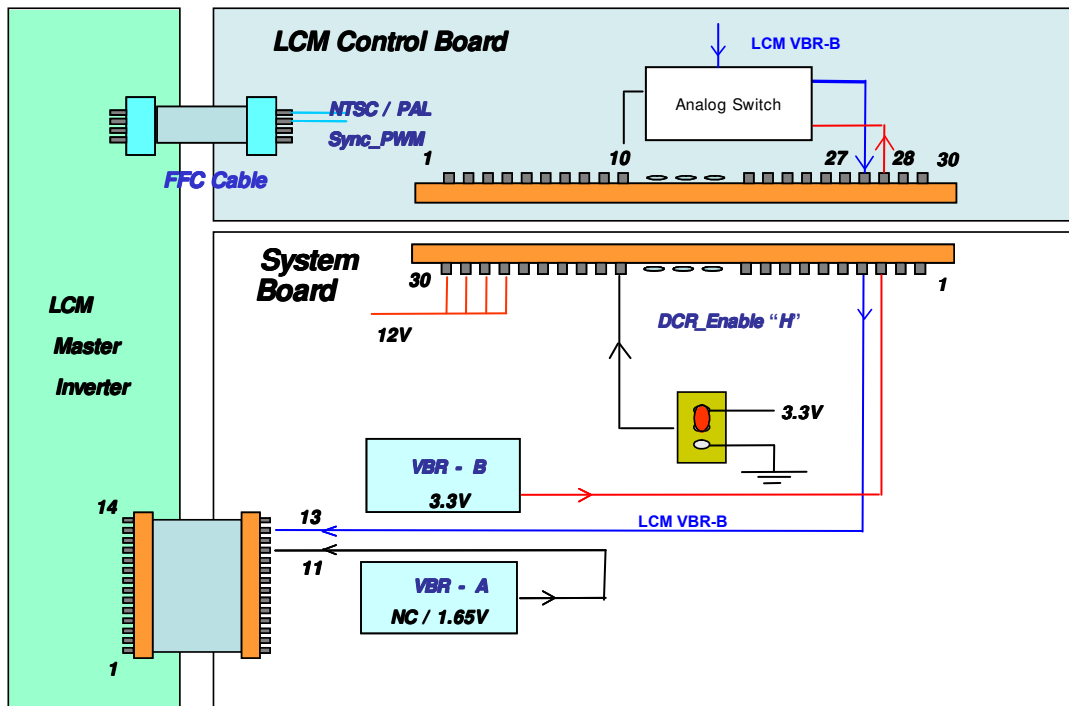 LCM Control Board
LCM VBR-B
Analog Switch
NTSC / PAL
Sync_PWM
FFC Cable
1
10
27
28
30
System
Board
30
1
12V
DCR_Enable “H”
3.3V
LCM
Master
Inverter
VBR - B
3.3V
14
13
LCM VBR-B
11
VBR - A
NC / 1.65V
1